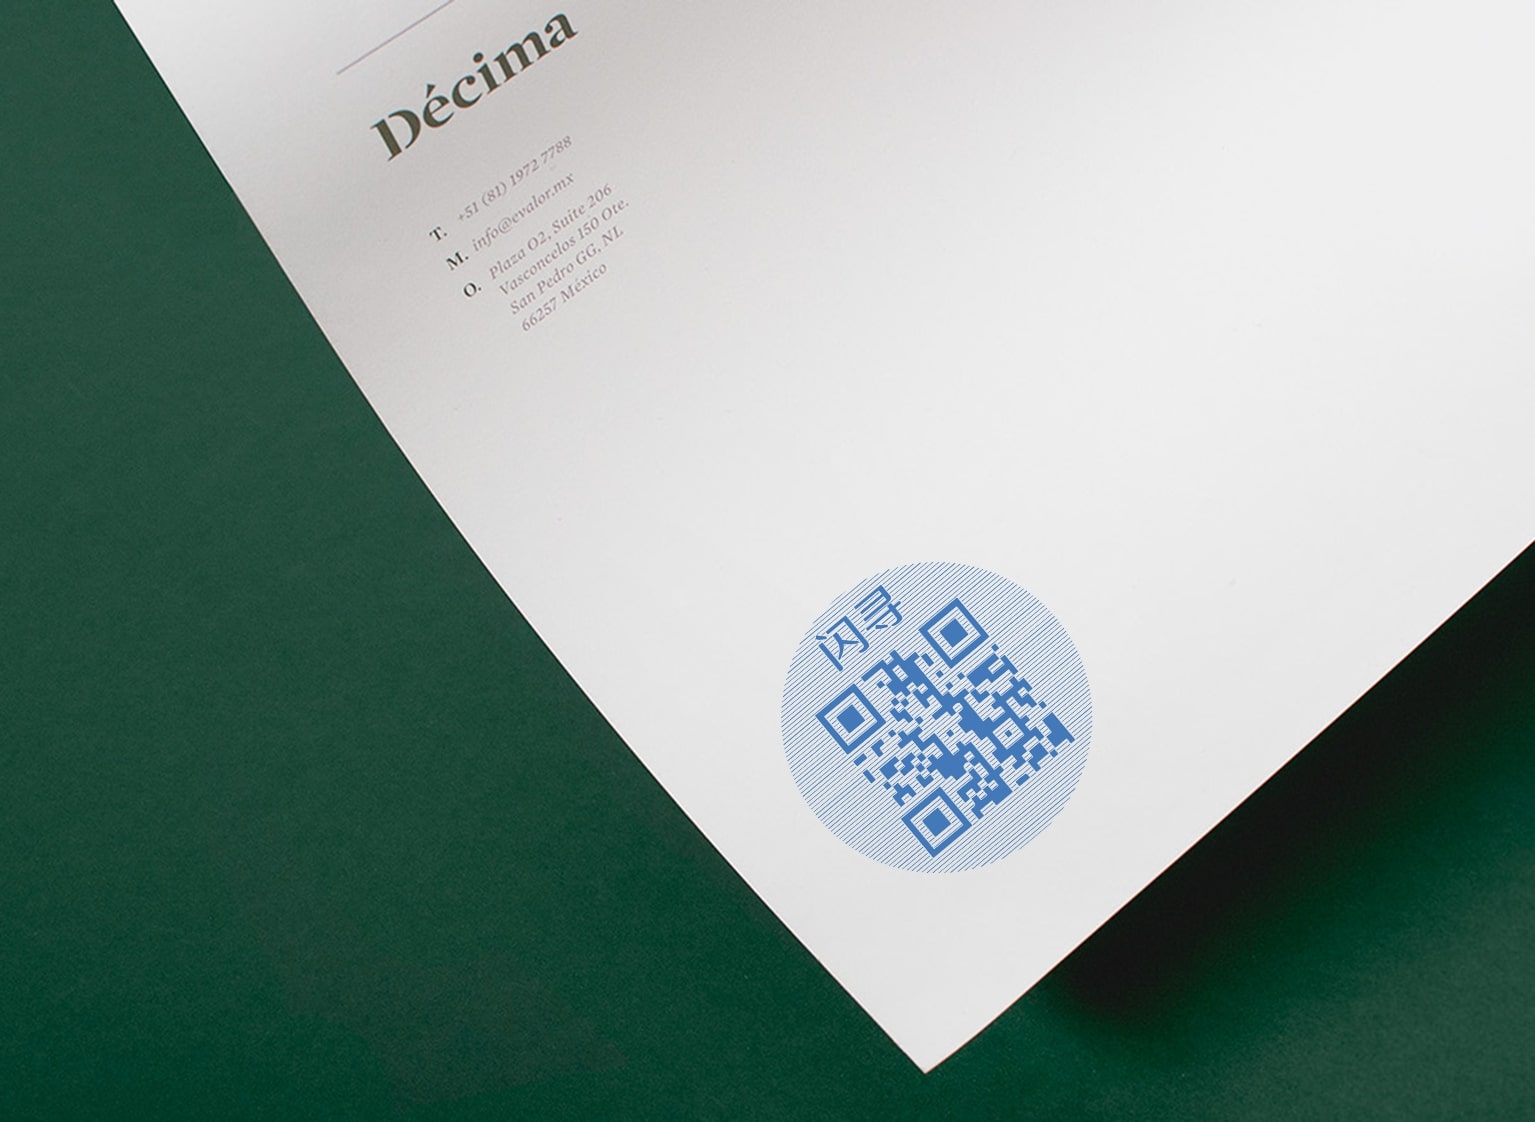 Décima
T. +51 (81) 1972 7788
M. info@evalor.mx
O. Plaza O2, Suite 206
Vasconcelos 150 Ote.
San Pedro GG, NL
66257 México
闪寻